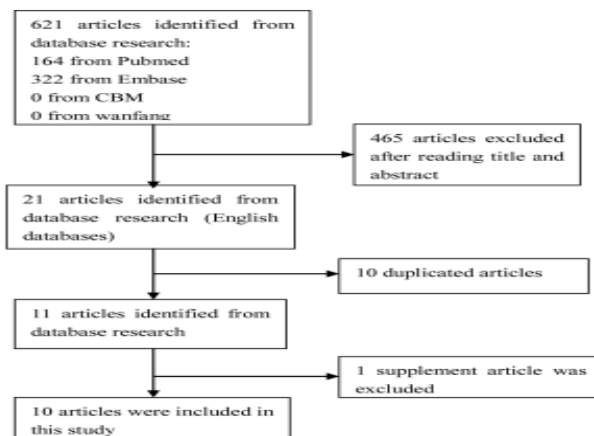 621 articles identified from
database research:
164 from Pubmed
322 from Embase
0 from CBM
0 from wanfang
465 articles excluded
after reading title and
abstract
21 articles identified from
database research (English
databases)
10 duplicated articles
11 articles identified from
database research
1 supplement article was
excluded
10 articles were included in
this study